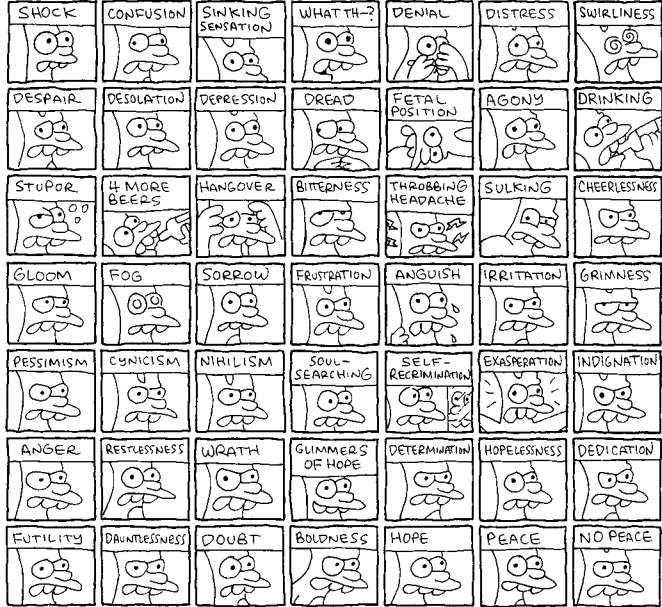 SHOCK
CONFUSION
SINKING
SENSATION
WHAT TH-?
DENIAL
DISTRESS
SWIRLINESS
DESPAIR
DESOLATION
DEPRESSION
DREAD
FETAL
POSITION
AGONY
DRINKING
STUPOR
4 MORE
BEERS
HANGOVER
BITTERNESS
THROBBING
HEADACHE
SULKING
CHEERLESSNESS
GLOOM
FOG
SORROW
FRUSTRATION
ANGUISH
IRRITATION
GRIMNESS
PESSIMISM
CYNICISM
NIHILISM
SOUL-
SEARCHING
SELF-
RECRIMINATION
EXASPERATION
INDIGNATION
ANGER
RESTLESSNESS
WRATH
GLIMMERS
OF HOPE
DETERMINATION
HOPELESSNESS
DEDICATION
FUTILITY
DAUNTLESSNESS
DOUBT
BOLDNESS
HOPE
PEACE
NO PEACE